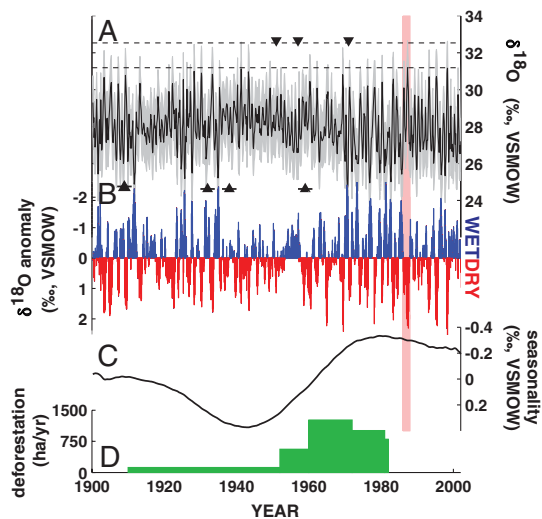 A
34
32
30
28
26
24
δ18O (‰, VSMOW)
B
-2
-1
0
1
2
δ18O anomaly (‰, VSMOW)
WET
DRY
C
-0.4
-0.2
0
0.2
seasonality (‰, VSMOW)
D
1500
750
0
deforestation (ha/yr)
1900
1920
1940
1960
1980
2000
YEAR